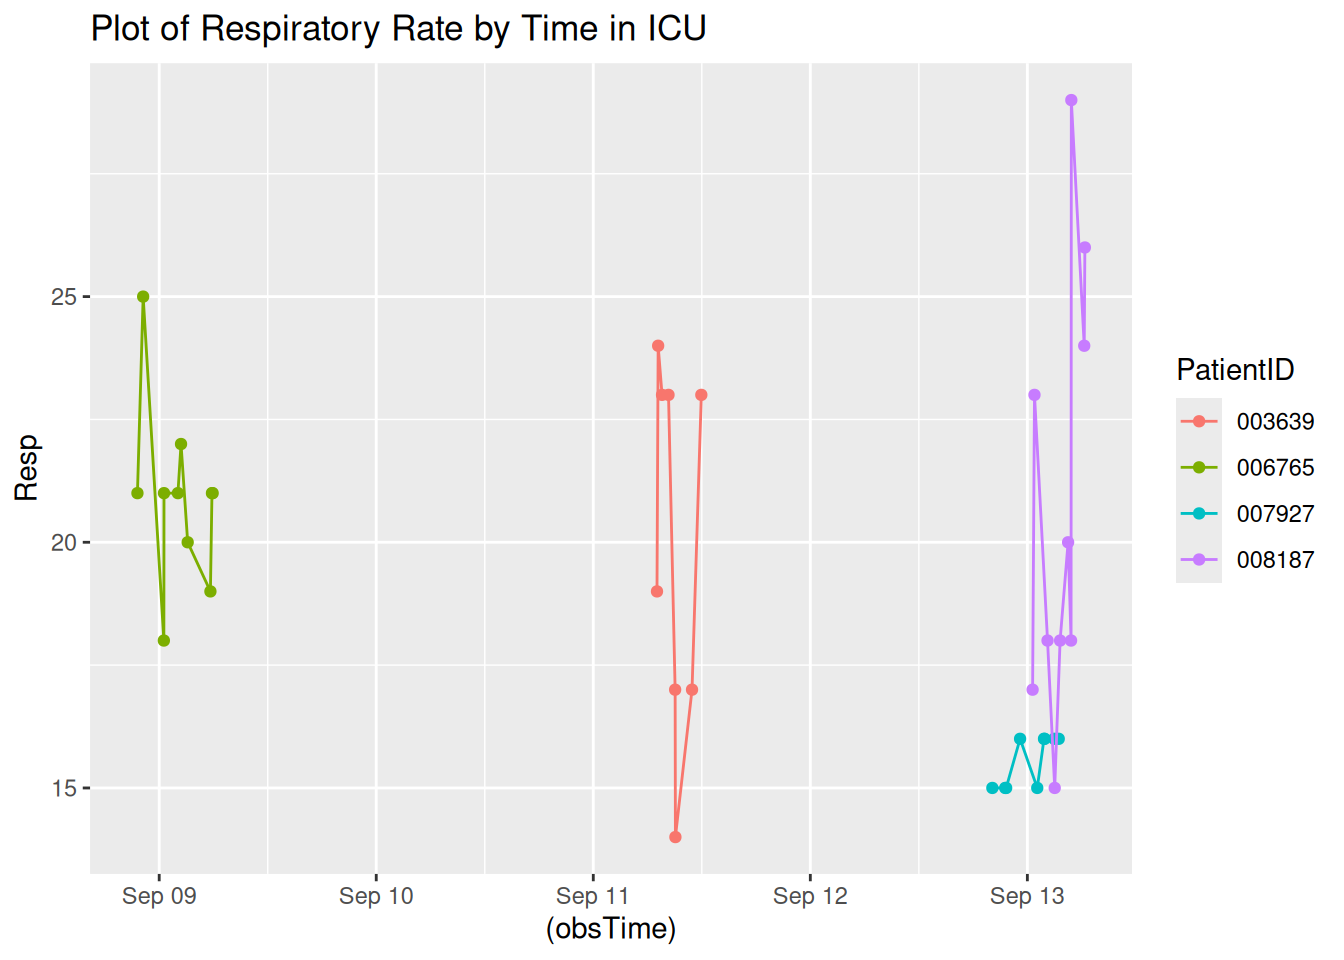 Plot of Respiratory Rate by Time in ICU
Resp
25
20
15
Sep 09
Sep 10
Sep 11
Sep 12
Sep 13
(obsTime)
PatientID
003639
006765
007927
008187